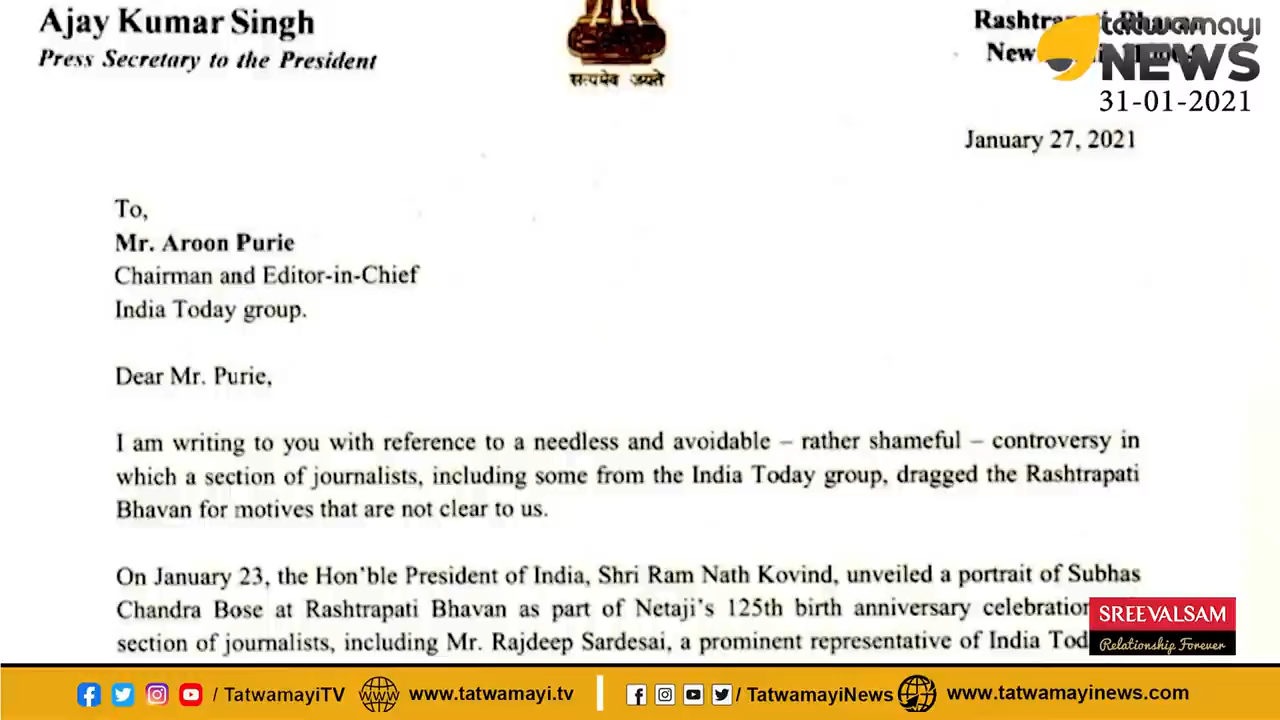 Ajay Kumar Singh
Press Secretary to the President
सत्यमेव जयते
Rashtrapati Bhavan
New
tatwamayi
NEWS
31-01-2021
January 27, 2021
To,
Mr. Aroon Purie
Chairman and Editor-in-Chief
India Today group.
Dear Mr. Purie,
I am writing to you with reference to a needless and avoidable – rather shameful – controversy in
which a section of journalists, including some from the India Today group, dragged the Rashtrapati
Bhavan for motives that are not clear to us.
On January 23, the Hon'ble President of India, Shri Ram Nath Kovind, unveiled a portrait of Subhas
Chandra Bose at Rashtrapati Bhavan as part of Netaji's 125th birth anniversary celebration
section of journalists, including Mr. Rajdeep Sardesai, a prominent representative of India Tod
SREEVALSAM
Relationship Forever
/ TatwamayiTV www.tatwamayi.tv / TatwamayiNews www.tatwamayinews.com